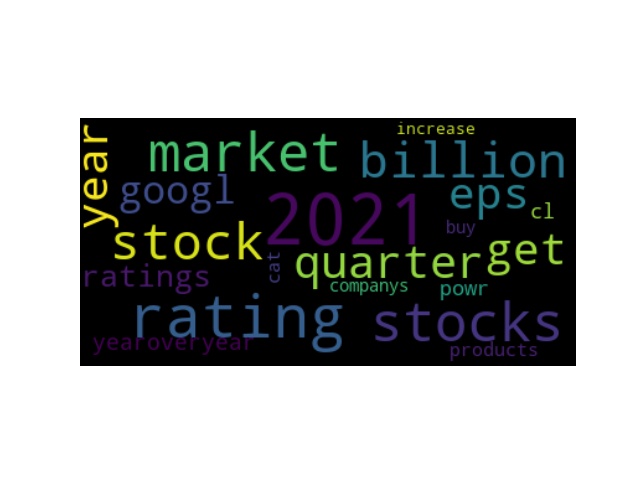 increase
year
market
billion
googl
eps
cl
2021
buy
stock
quarter
get
cat
ratings
companys
powr
rating
stocks
yearoveryear
products